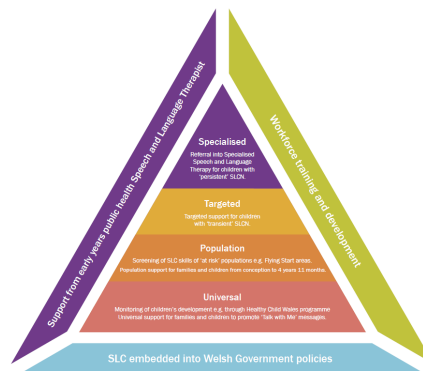 Support from early years public health Speech and Language Therapist
Workforce training and development
Specialised
Referral into Specialised
Speech and Language
Therapy for children with
'persistent' SLCN.
Targeted
Targeted support for children
with 'transient' SLCN.
Population
Screening of SLC skills of 'at risk' populations e.g. Flying Start areas.
Population support for families and children from conception to 4 years 11 months.
Universal
Monitoring of children's development e.g. through Healthy Child Wales programme
Universal support for families and children to promote 'Talk with Me' messages.
SLC embedded into Welsh Government policies